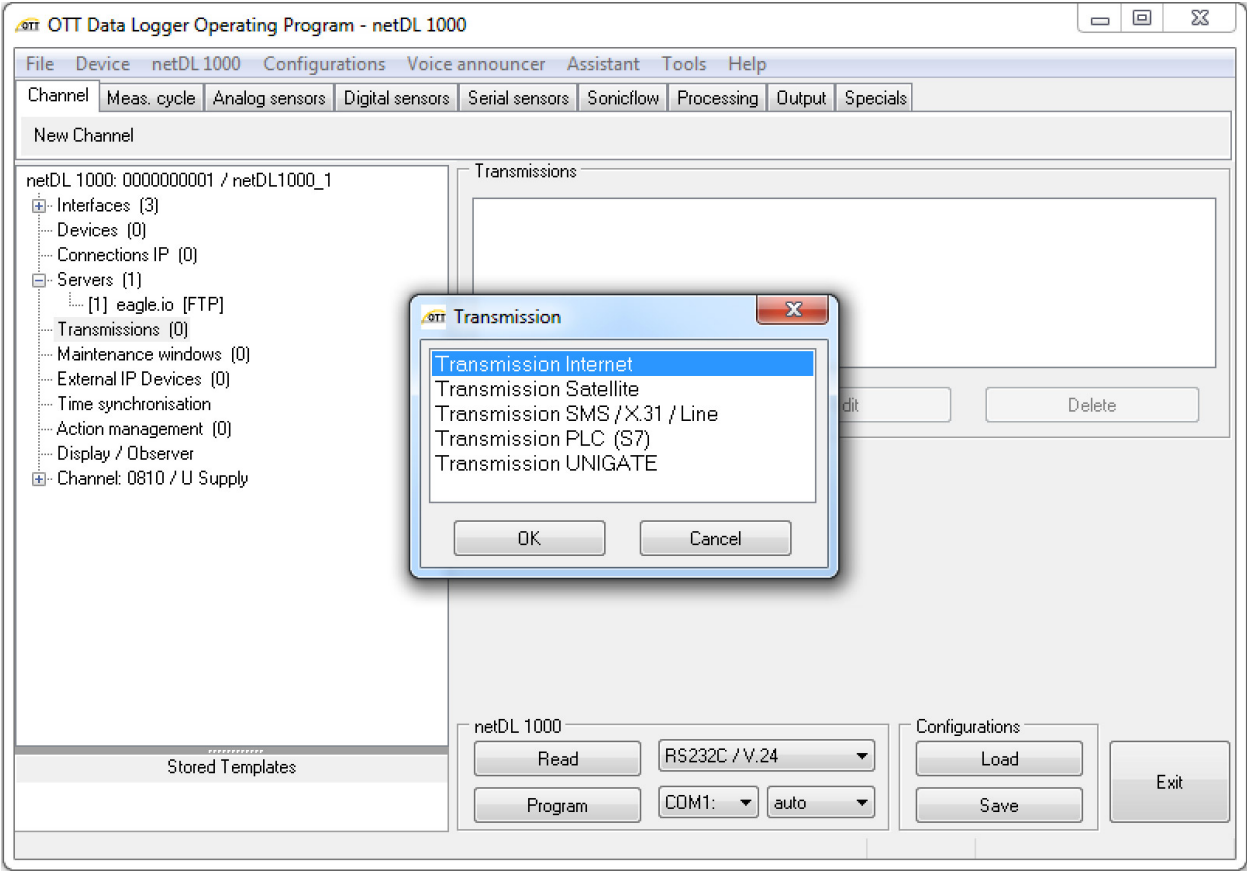 OTT OTT Data Logger Operating Program - netDL 1000
File Device netDL 1000 Configurations Voice announcer Assistant Tools Help
Channel Meas. cycle Analog sensors Digital sensors Serial sensors Sonicflow Processing Output Specials
New Channel
netDL 1000: 0000000001 / netDL1000_1
Interfaces (3)
Devices (0)
Connections IP (0)
Servers (1)
[1] eagle.io [FTP]
Transmissions (0)
Maintenance windows (0)
External IP Devices (0)
Time synchronisation
Action management (0)
Display / Observer
Channel: 0810 / U Supply
Stored Templates
Transmissions
dit Delete
OTT Transmission
Transmission Internet
Transmission Satellite
Transmission SMS / X.31 / Line
Transmission PLC (S7)
Transmission UNIGATE
OK Cancel
netDL 1000
Read RS232C / V.24
Program COM1: auto
Configurations
Load
Save
Exit